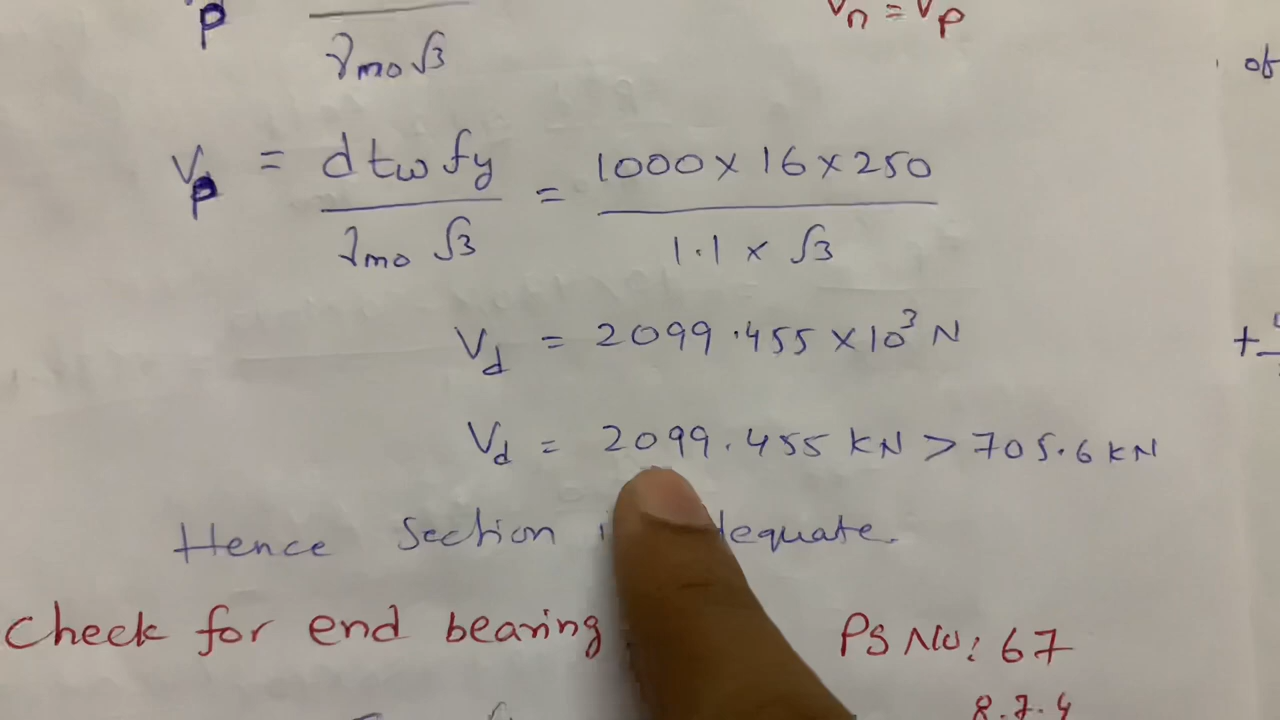 p γmo√3 Vn = Vp
of
Vp = d tw fy / γmo √3 = 1000 × 16 × 250 / 1.1 × √3
Vd = 2099.455 × 10³ N
+
Vd = 2099.455 kN > 705.6 kN
Hence section
Check for end bearing PS No: 67
8.7.4